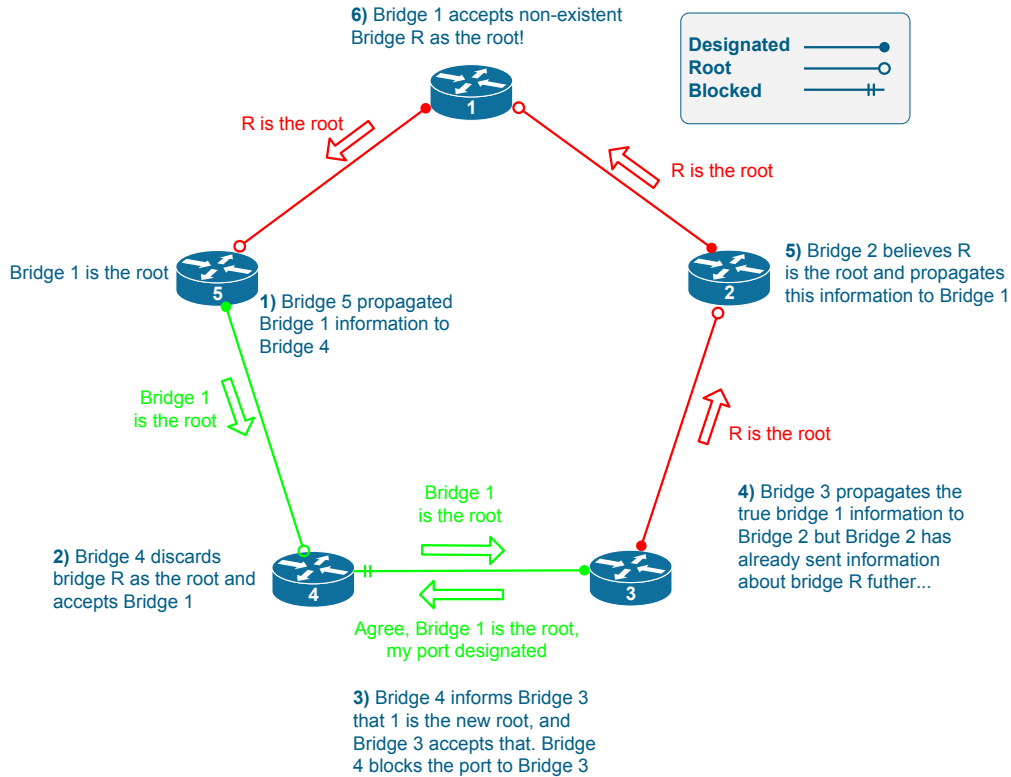 6) Bridge 1 accepts non-existent
Bridge R as the root!
Designated
Root
Blocked
1
R is the root
R is the root
Bridge 1 is the root
5
1) Bridge 5 propagated
Bridge 1 information to
Bridge 4
2
5) Bridge 2 believes R
is the root and propagates
this information to Bridge 1
Bridge 1
is the root
R is the root
Bridge 1
is the root
2) Bridge 4 discards
bridge R as the root and
accepts Bridge 1
4
3
4) Bridge 3 propagates the
true bridge 1 information to
Bridge 2 but Bridge 2 has
already sent information
about bridge R futher...
Agree, Bridge 1 is the root,
my port designated
3) Bridge 4 informs Bridge 3
that 1 is the new root, and
Bridge 3 accepts that. Bridge
4 blocks the port to Bridge 3